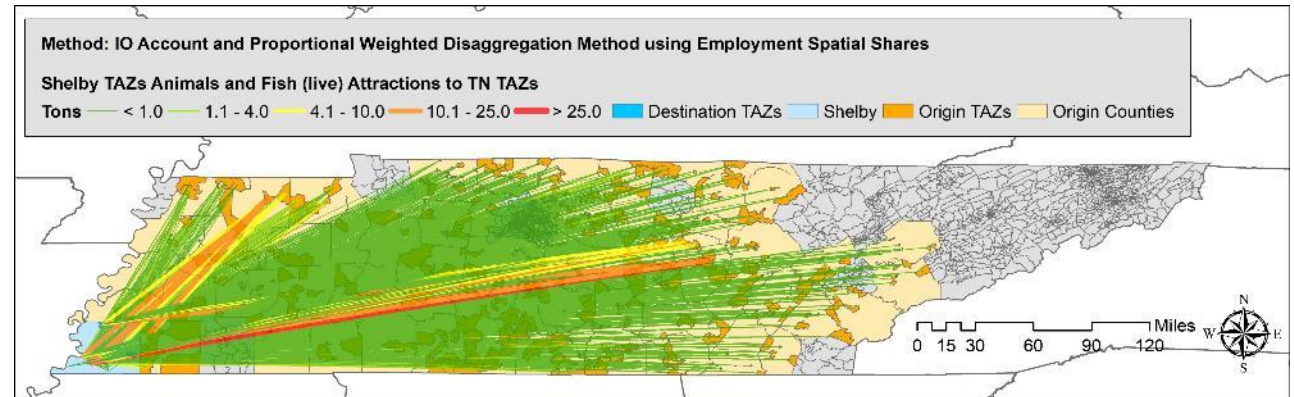 Method: IO Account and Proportional Weighted Disaggregation Method using Employment Spatial Shares
Shelby TAZs Animals and Fish (live) Attractions to TN TAZs
Tons < 1.0 1.1 - 4.0 4.1 - 10.0 10.1 - 25.0 > 25.0 Destination TAZs Shelby Origin TAZs Origin Counties
Miles
0 15 30 60 90 120
N
W E
S